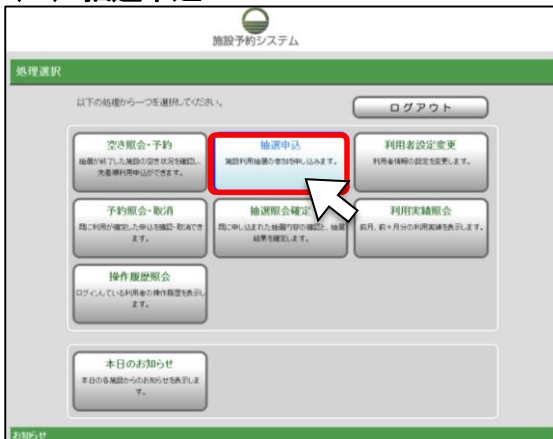 施設予約システム
処理選択
以下の処理から一つを選択してください。
ログアウト
空き照会・予約
抽選が終了した施設の空き状況を確認し、
先着順利用申込ができます。
抽選申込
施設利用抽選の参加を申し込みます。
利用者設定変更
利用者情報の設定を変更します。
予約照会・取消
既に利用が確定した申込を確認・取消でき
ます。
抽選照会確定
既に申し込まれた抽選内容の確認と、抽選
結果を確定します。
利用実績照会
前月、前々月分の利用実績を表示します。
操作履歴照会
ログインしている利用者の操作履歴を表示し
ます。
本日のお知らせ
本日の各施設からのお知らせを表示しま
す。
お知らせ